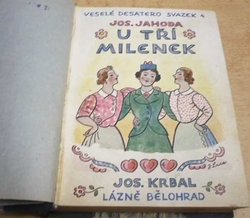 VESELÉ DESATERO SVAZEK 4
JOS. JAHODA
U TŘÍ
MILENEK
JOS. KRBAL
LÁZNĚ BĚLOHRAD